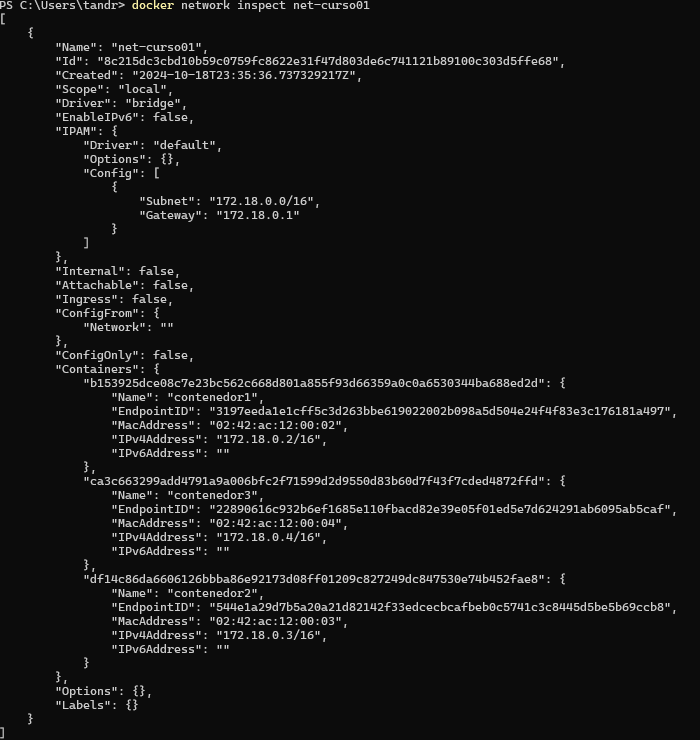 PS C:\Users\tandr> docker network inspect net-curso01
[
    {
        "Name": "net-curso01",
        "Id": "8c215dc3cbd10b59c0759fc8622e31f47d803de6c741121b89100c303d5ffe68",
        "Created": "2024-10-18T23:35:36.737329217Z",
        "Scope": "local",
        "Driver": "bridge",
        "EnableIPv6": false,
        "IPAM": {
            "Driver": "default",
            "Options": {},
            "Config": [
                {
                    "Subnet": "172.18.0.0/16",
                    "Gateway": "172.18.0.1"
                }
            ]
        },
        "Internal": false,
        "Attachable": false,
        "Ingress": false,
        "ConfigFrom": {
            "Network": ""
        },
        "ConfigOnly": false,
        "Containers": {
            "b153925dce08c7e23bc562c668d801a855f93d66359a0c0a6530344ba688ed2d": {
                "Name": "contenedor1",
                "EndpointID": "3197eeda1e1cff5c3d263bbe619022002b098a5d504e24f4f83e3c176181a497",
                "MacAddress": "02:42:ac:12:00:02",
                "IPv4Address": "172.18.0.2/16",
                "IPv6Address": ""
            },
            "ca3c663299add4791a9a006bfc2f71599d2d9550d83b60d7f43f7cded4872ffd": {
                "Name": "contenedor3",
                "EndpointID": "22890616c932b6ef1685e110fbacd82e39e05f01ed5e7d624291ab6095ab5caf",
                "MacAddress": "02:42:ac:12:00:04",
                "IPv4Address": "172.18.0.4/16",
                "IPv6Address": ""
            },
            "df14c86da6606126bbba86e92173d08ff01209c827249dc847530e74b452fae8": {
                "Name": "contenedor2",
                "EndpointID": "544e1a29d7b5a20a21d82142f33edcecbcafbeb0c5741c3c8445d5be5b69ccb8",
                "MacAddress": "02:42:ac:12:00:03",
                "IPv4Address": "172.18.0.3/16",
                "IPv6Address": ""
            }
        },
        "Options": {},
        "Labels": {}
    }
]